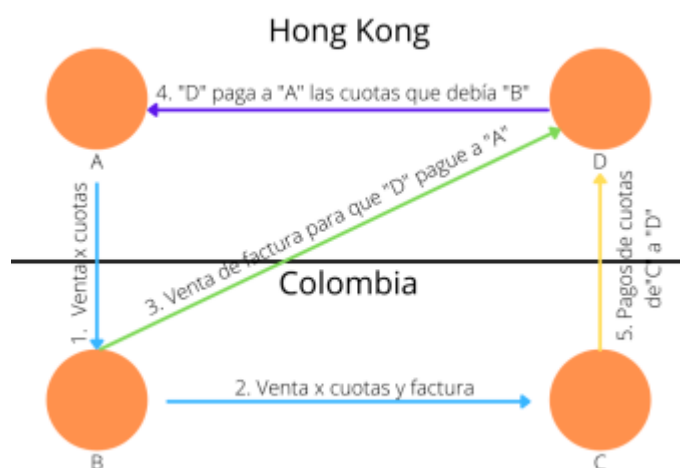 Hong Kong
4. "D" paga a "A" las cuotas que debía "B"
A
D
1. Venta x cuotas
3. Venta de factura para que "D" pague a "A"
5. Pagos de cuotas
de"C" a "D"
Colombia
2. Venta x cuotas y factura
B
C